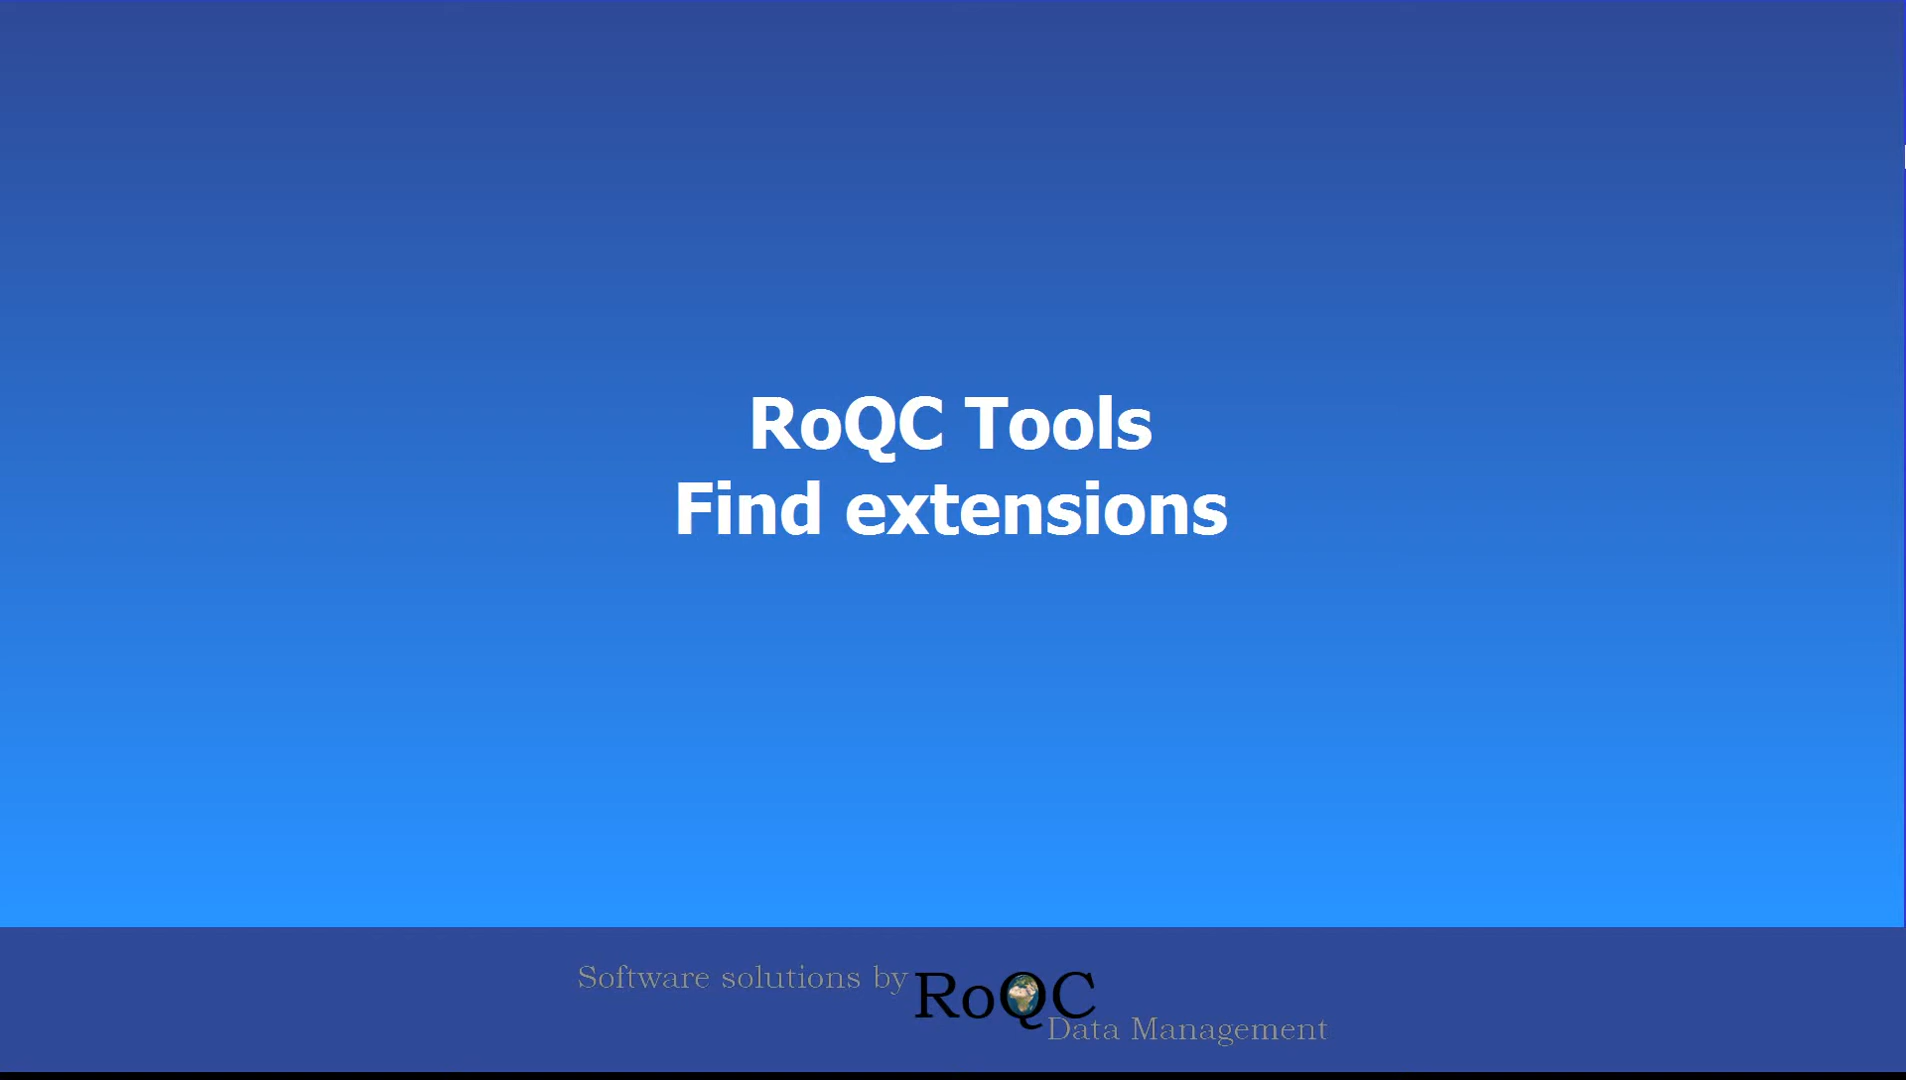 RoQC Tools
Find extensions
Software solutions by RoQC
Data Management